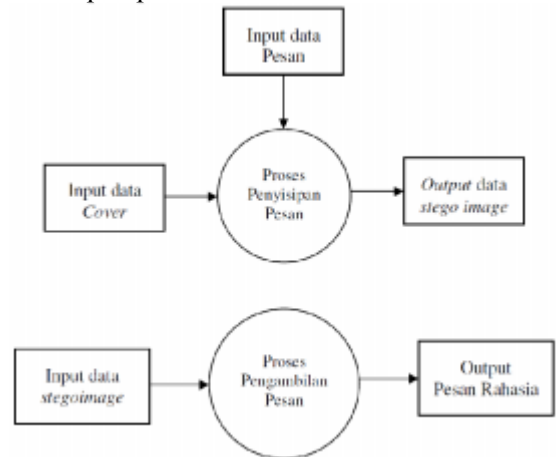 Input data
Pesan
Input data
Cover
Proses
Penyisipan
Pesan
Output data
stego image
Input data
stegoimage
Proses
Pengambilan
Pesan
Output
Pesan Rahasia